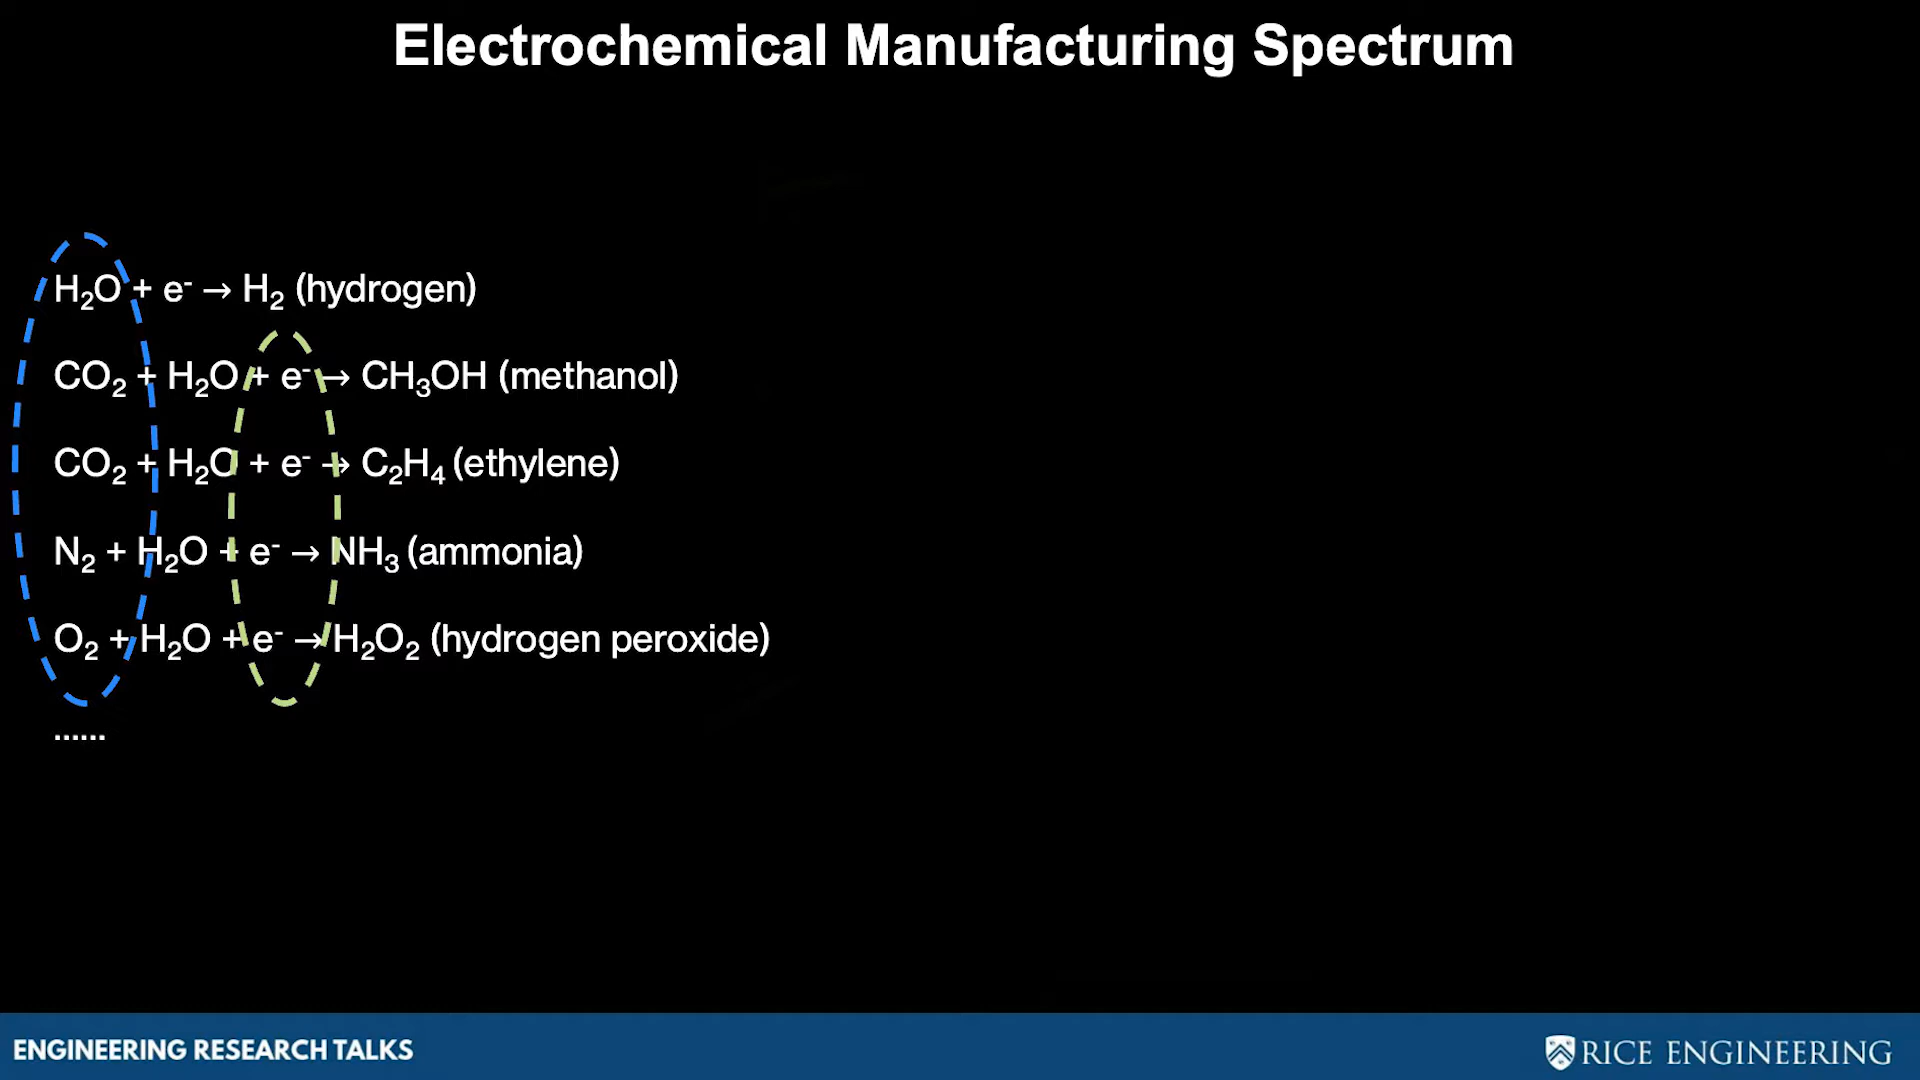 Electrochemical Manufacturing Spectrum
H₂O + e⁻ → H₂ (hydrogen)
CO₂ + H₂O + e⁻ → CH₃OH (methanol)
CO₂ + H₂O + e⁻ → C₂H₄ (ethylene)
N₂ + H₂O + e⁻ → NH₃ (ammonia)
O₂ + H₂O + e⁻ → H₂O₂ (hydrogen peroxide)
......
ENGINEERING RESEARCH TALKS
RICE ENGINEERING